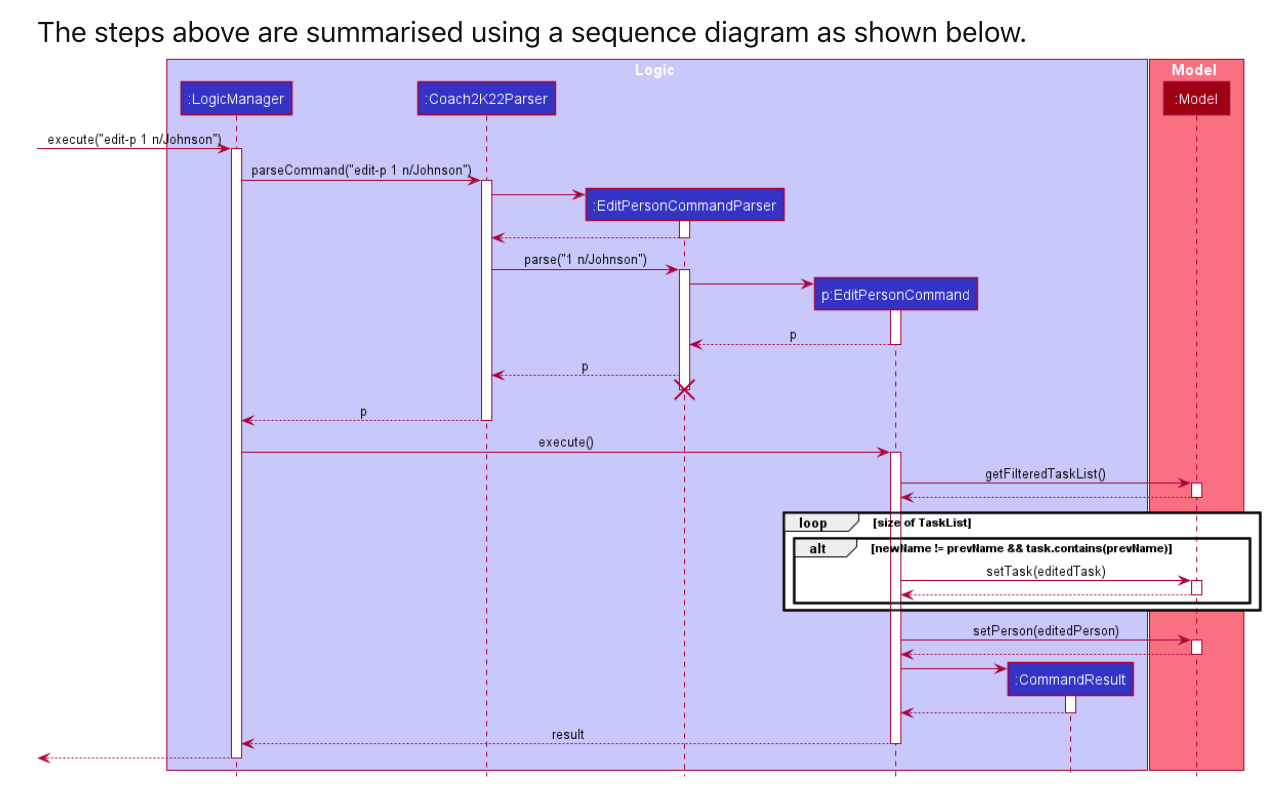 The steps above are summarised using a sequence diagram as shown below.
Logic
Model
:LogicManager
:Coach2K22Parser
:Model
execute("edit-p 1 n/Johnson")
parseCommand("edit-p 1 n/Johnson")
:EditPersonCommandParser
parse("1 n/Johnson")
p:EditPersonCommand
p
p
p
execute()
getFilteredTaskList()
loop [size of TaskList]
alt [newName != prevName && task.contains(prevName)]
setTask(editedTask)
setPerson(editedPerson)
:CommandResult
result